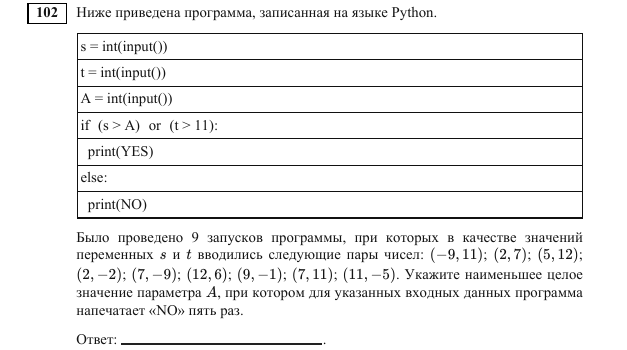 102 Ниже приведена программа, записанная на языке Python.
s = int(input())
t = int(input())
A = int(input())
if (s > A) or (t > 11):
print(YES)
else:
print(NO)
Было проведено 9 запусков программы, при которых в качестве значений
переменных s и t вводились следующие пары чисел: (−9, 11); (2, 7); (5, 12);
(2, −2); (7, −9); (12, 6); (9, −1); (7, 11); (11, −5). Укажите наименьшее целое
значение параметра A, при котором для указанных входных данных программа
напечатает «NO» пять раз.
Ответ: .